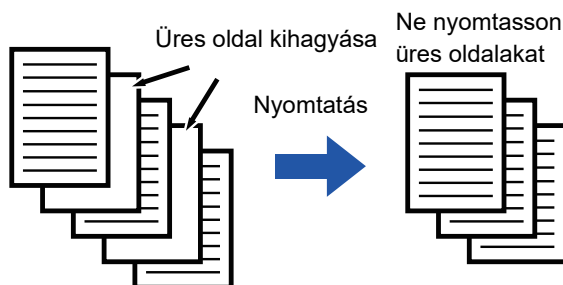 Üres oldal kihagyása
Nyomtatás
Ne nyomtasson
üres oldalakat